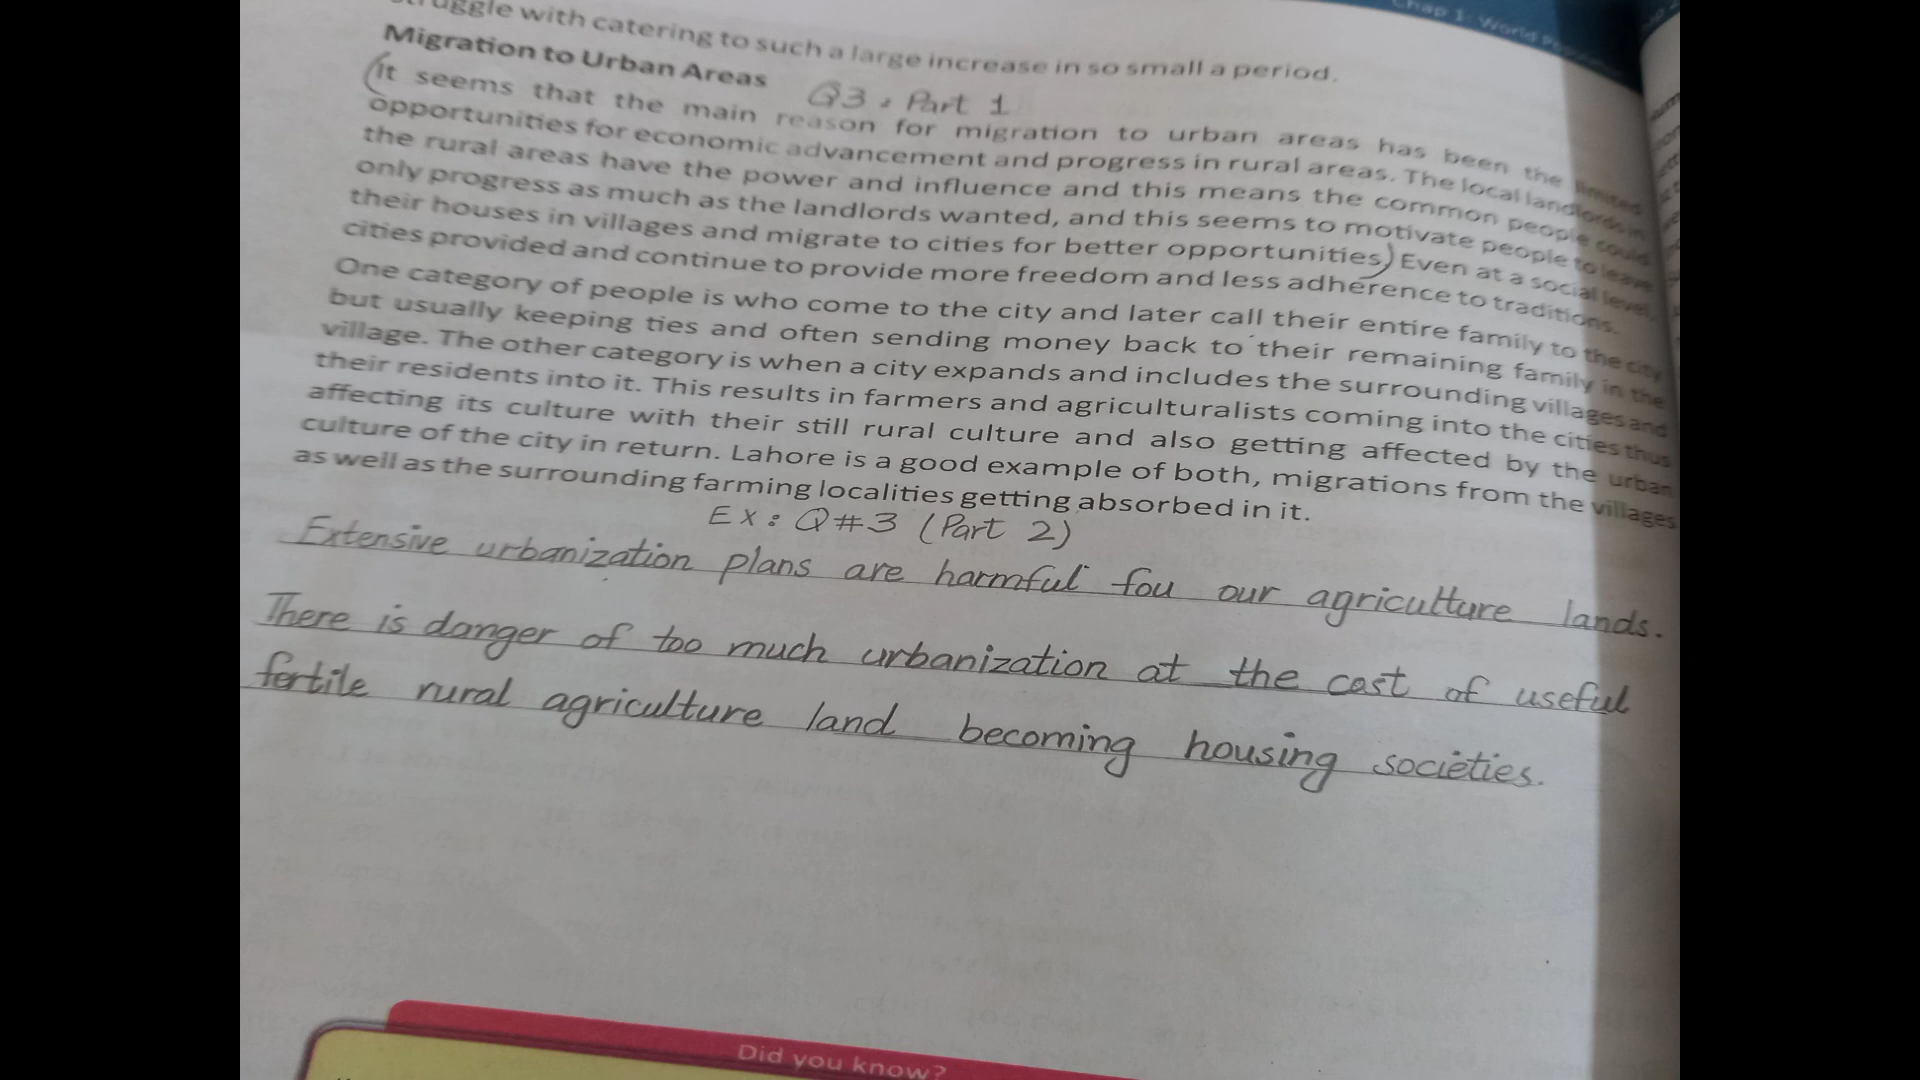 struggle with catering to such a large increase in so small a period.
Chap 1: World
Migration to Urban Areas
Q3: Part 1
(It seems that the main reason for migration to urban areas has been the limited
opportunities for economic advancement and progress in rural areas. The local landlords in
the rural areas have the power and influence and this means the common people could
only progress as much as the landlords wanted, and this seems to motivate people to leave
their houses in villages and migrate to cities for better opportunities) Even at a social level,
cities provided and continue to provide more freedom and less adherence to traditions.
One category of people is who come to the city and later call their entire family to the city
but usually keeping ties and often sending money back to their remaining family in the
village. The other category is when a city expands and includes the surrounding villages and
their residents into it. This results in farmers and agriculturalists coming into the cities thus
affecting its culture with their still rural culture and also getting affected by the urban
culture of the city in return. Lahore is a good example of both, migrations from the villages
as well as the surrounding farming localities getting absorbed in it.
EX: Q#3 (Part 2)
Extensive urbanization plans are harmful fou our agriculture lands.
There is danger of too much urbanization at the cost of useful
fertile rural agriculture land becoming housing societies.
Did you know?